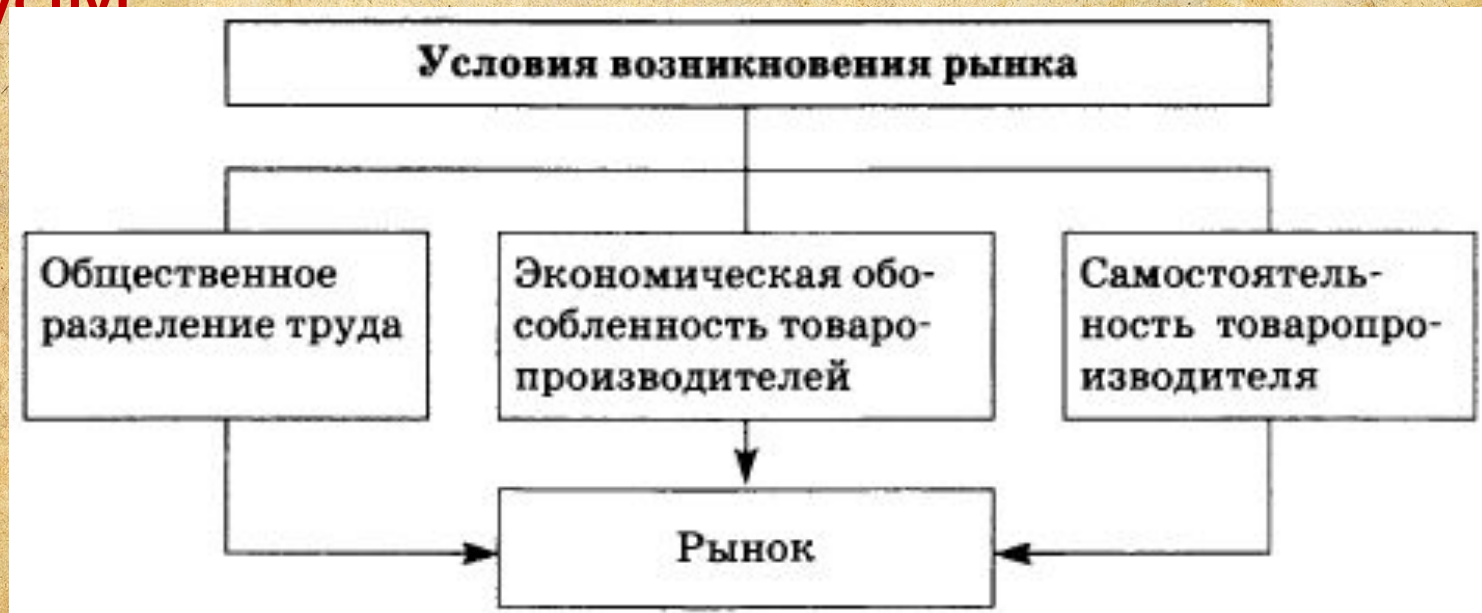 Условия возникновения рынка
Общественное
разделение труда
Экономическая обо-
собленность товаро-
производителей
Самостоятель-
ность товаропро-
изводителя
Рынок